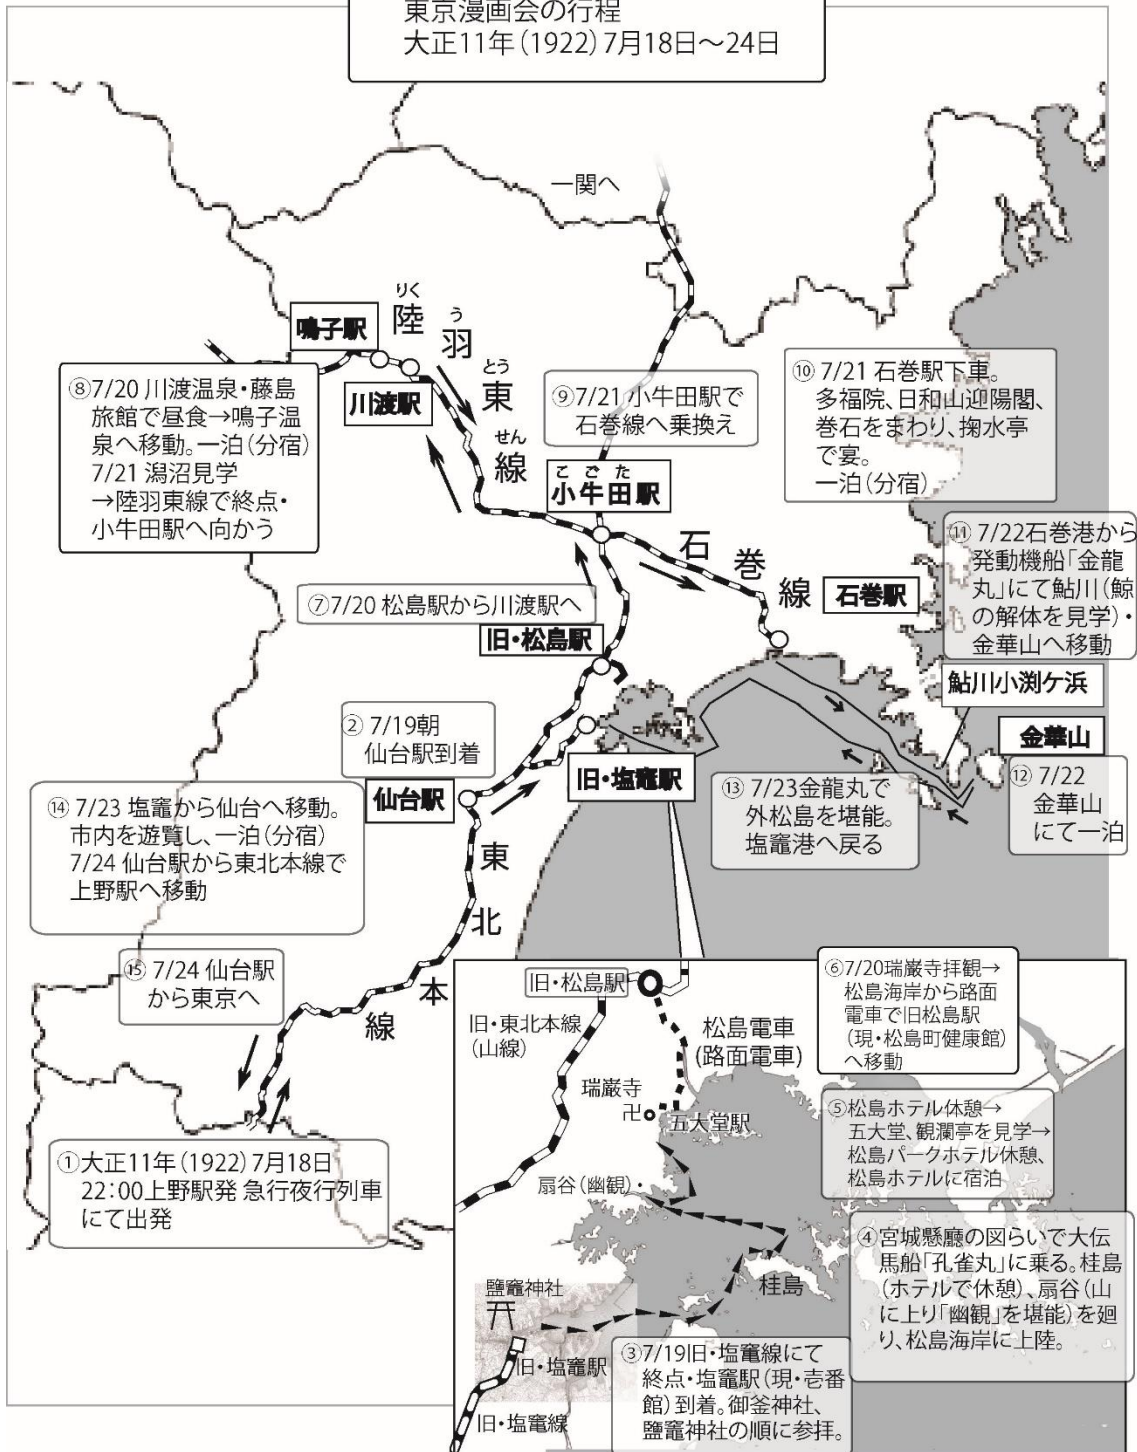 東京漫画会の行程
大正11年(1922)7月18日～24日
一関へ
りく
陸
う
羽
とう
東
せん
線
鳴子駅
川渡駅
⑧7/20 川渡温泉・藤島
旅館で昼食→鳴子温
泉へ移動。一泊(分宿)
7/21 潟沼見学
→陸羽東線で終点・
小牛田駅へ向かう
⑨7/21 小牛田駅で
石巻線へ乗換え
⑩ 7/21 石巻駅下車。
多福院、日和山迎陽閣、
巻石をまわり、掬水亭
で宴。
一泊(分宿)
こごた
小牛田駅
石巻線
石巻駅
⑪ 7/22石巻港から
発動機船「金龍
丸」にて鮎川(鯨
の解体を見学)・
金華山へ移動
⑦7/20 松島駅から川渡駅へ
旧・松島駅
鮎川小渕ケ浜
金華山
② 7/19朝
仙台駅到着
仙台駅
旧・塩竈駅
⑫ 7/22
金華山
にて一泊
⑬ 7/23金龍丸で
外松島を堪能。
塩竈港へ戻る
⑭ 7/23 塩竈から仙台へ移動。
市内を遊覧し、一泊(分宿)
7/24 仙台駅から東北本線で
上野駅へ移動
東北本線
⑮ 7/24 仙台駅
から東京へ
①大正11年(1922)7月18日
22:00上野駅発 急行夜行列車
にて出発
旧・松島駅
旧・東北本線
(山線)
松島電車
(路面電車)
瑞巌寺
卍
五大堂駅
扇谷(幽観)・
桂島
鹽竈神社
旧・塩竈駅
旧・塩竈線
⑥7/20瑞巌寺拝観→
松島海岸から路面
電車で旧松島駅
(現・松島町健康館)
へ移動
⑤松島ホテル休憩→
五大堂、観瀾亭を見学→
松島パークホテル休憩、
松島ホテルに宿泊
④宮城懸廳の図らいで大伝
馬船「孔雀丸」に乗る。桂島
(ホテルで休憩)、扇谷(山
に上り「幽観」を堪能)を廻
り、松島海岸に上陸。
③7/19旧・塩竈線にて
終点・塩竈駅(現・壱番
館)到着。御釜神社、
鹽竈神社の順に参拝。